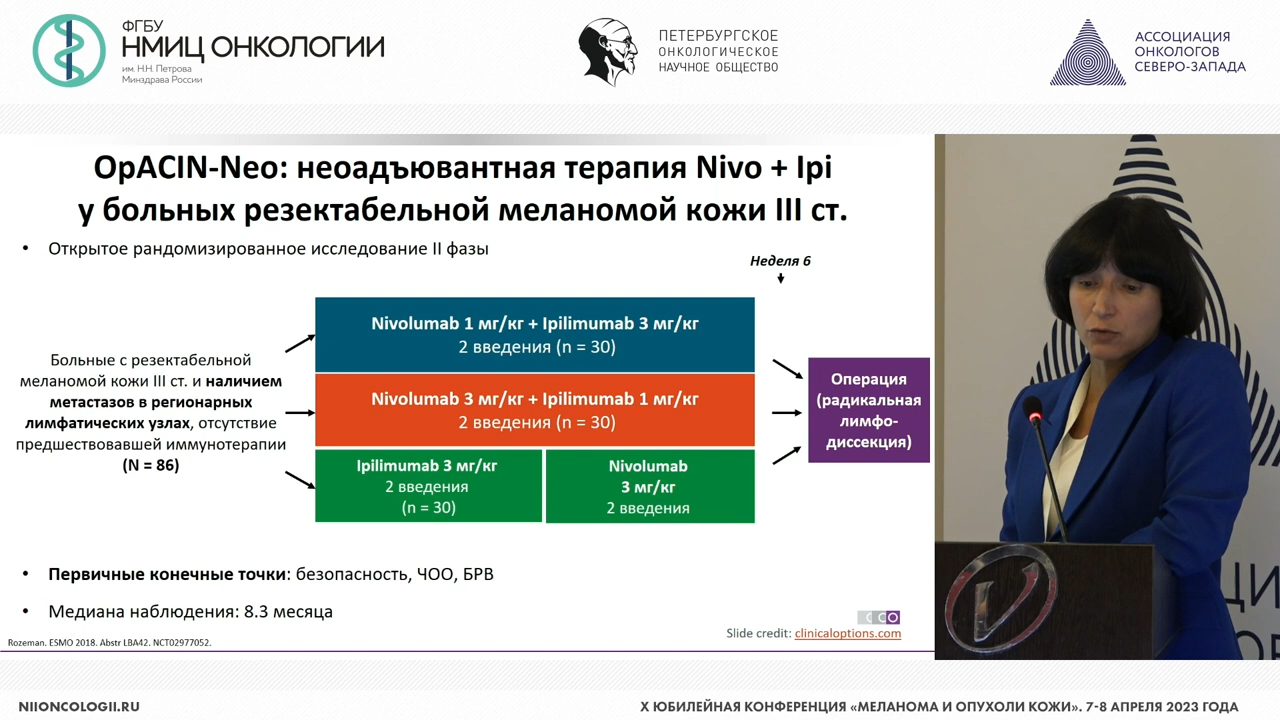 ФГБУ
НМИЦ ОНКОЛОГИИ
им. Н.Н. Петрова
Минздрава России
ПЕТЕРБУРГСКОЕ
ОНКОЛОГИЧЕСКОЕ
НАУЧНОЕ ОБЩЕСТВО
АССОЦИАЦИЯ
ОНКОЛОГОВ
СЕВЕРО-ЗАПАДА
OpACIN-Neo: неоадъювантная терапия Nivo + Ipi
у больных резектабельной меланомой кожи III ст.
• Открытое рандомизированное исследование II фазы
Неделя 6
Больные с резектабельной
меланомой кожи III ст. и наличием
метастазов в регионарных
лимфатических узлах, отсутствие
предшествовавшей иммунотерапии
(N = 86)
Nivolumab 1 мг/кг + Ipilimumab 3 мг/кг
2 введения (n = 30)
Nivolumab 3 мг/кг + Ipilimumab 1 мг/кг
2 введения (n = 30)
Ipilimumab 3 мг/кг
2 введения
(n = 30)
Nivolumab
3 мг/кг
2 введения
Операция
(радикальная
лимфо-
диссекция)
• Первичные конечные точки: безопасность, ЧОО, БРВ
• Медиана наблюдения: 8.3 месяца
CCO
Slide credit: clinicaloptions.com
Rozeman. ESMO 2018. Abstr LBA42. NCT02977052.
NIIONCOLOGII.RU
X ЮБИЛЕЙНАЯ КОНФЕРЕНЦИЯ «МЕЛАНОМА И ОПУХОЛИ КОЖИ». 7-8 АПРЕЛЯ 2023 ГОДА